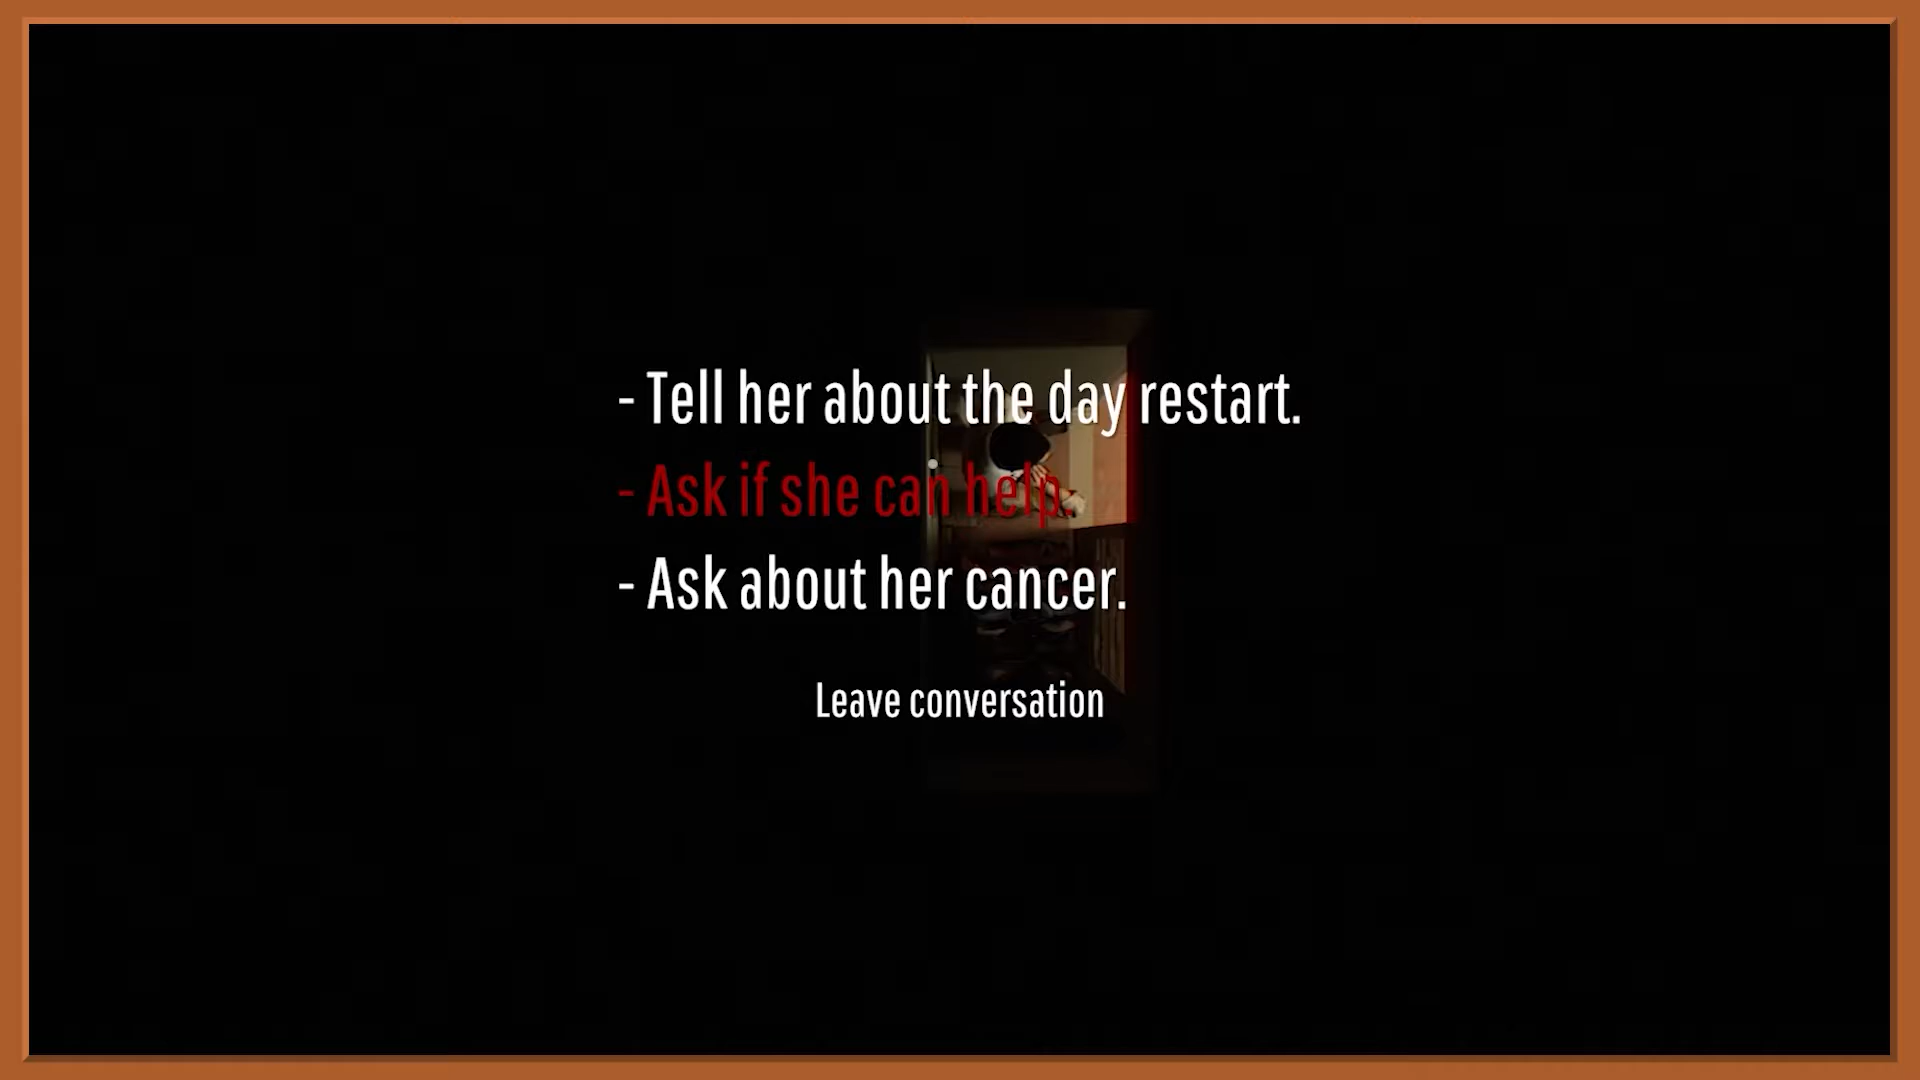 - Tell her about the day restart.
- Ask if she can help.
- Ask about her cancer.
Leave conversation